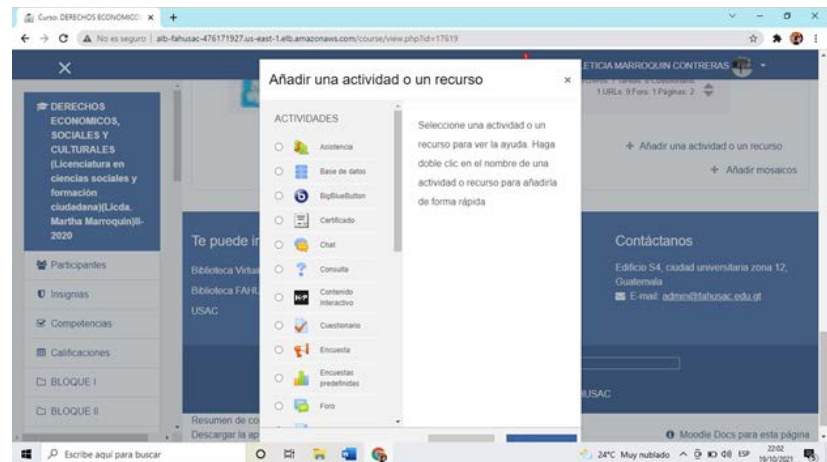 Curso: DERECHOS ECONOMICO
No es seguro | alb-fahusac-476171927.us-east-1.elb.amazonaws.com/course/view.php?id=17619
LETICIA MARROQUIN CONTRERAS
DERECHOS
ECONOMICOS,
SOCIALES Y
CULTURALES
(Licenciatura en
ciencias sociales y
formación
ciudadana)(Licda.
Martha Marroquin)II-
2020
Participantes
Insignias
Competencias
Calificaciones
BLOQUE I
BLOQUE II
Añadir una actividad o un recurso
ACTIVIDADES
Asistencia
Base de datos
BigBlueButton
Certificado
Chat
Consulta
Contenido
Interactivo
Cuestionario
Encuesta
Encuestas
predefinidas
Foro
Seleccione una actividad o un
recurso para ver la ayuda. Haga
doble clic en el nombre de una
actividad o recurso para añadirla
de forma rápida
1 URLs: 9 Foro: 1 Páginas: 2
+ Añadir una actividad o un recurso
+ Añadir mosaicos
Te puede in
Biblioteca Virtua
Biblioteca FAHU
USAC
Contáctanos
Edificio S4, ciudad universitaria zona 12,
Guatemala
E-mail: admin@fahusac.edu.gt
HUSAC
Resumen de co
Descargar la ap
Moodle Docs para esta página
Escribe aquí para buscar
24°C Muy nublado
ESP
22:02
19/10/2021